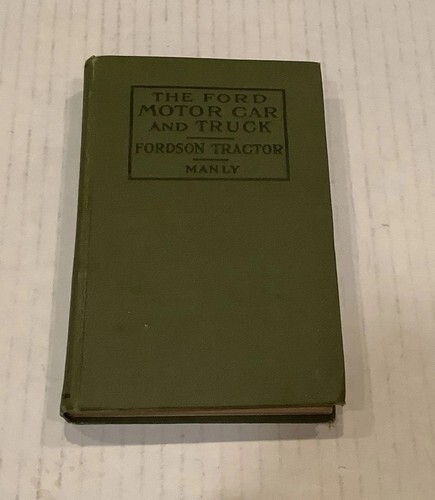 THE FORD
MOTOR CAR
AND TRUCK
FORDSON TRACTOR
MANLY